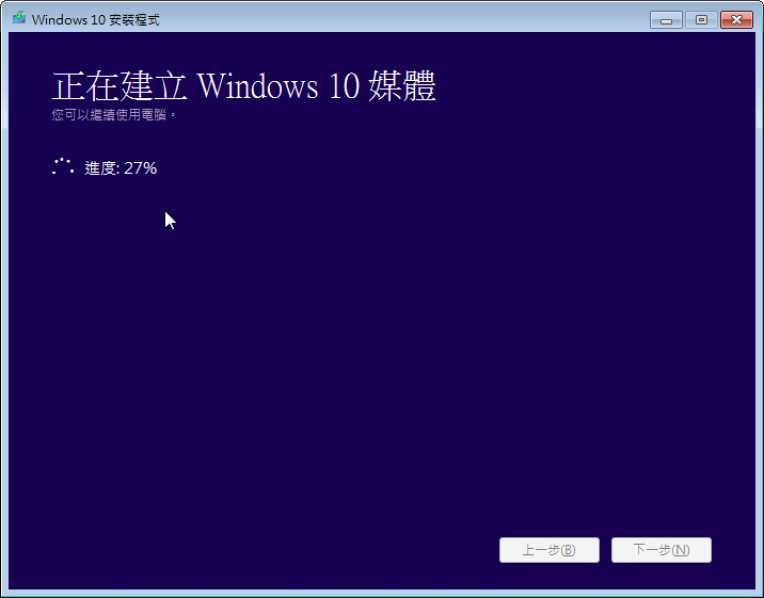 Windows 10 安裝程式
正在建立 Windows 10 媒體
您可以繼續使用電腦。
進度: 27%
上一步(B)
下一步(N)